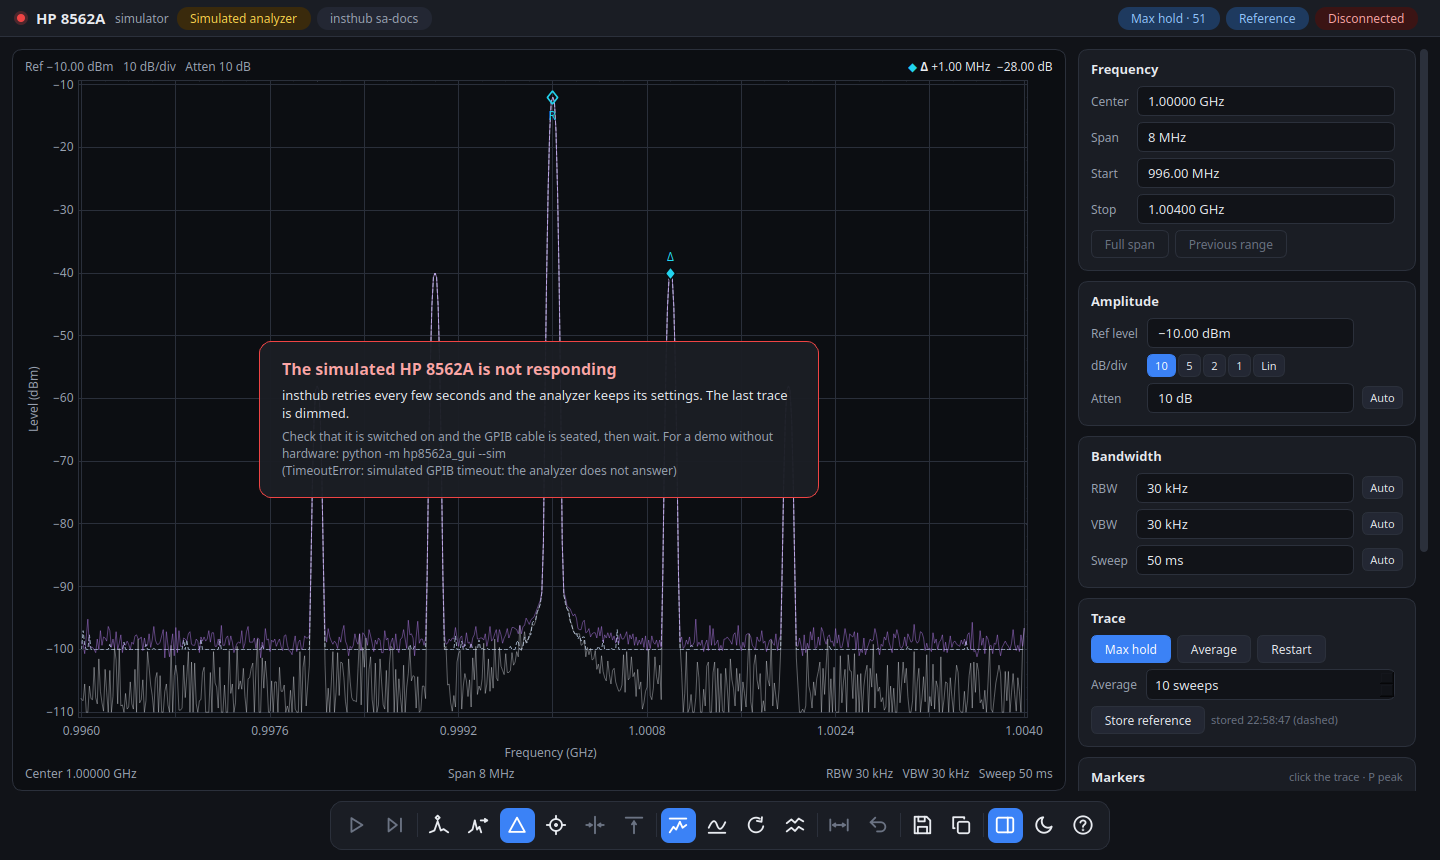 HP 8562A simulator Simulated analyzer insthub sa-docs Max hold · 51 Reference Disconnected
Ref −10.00 dBm 10 dB/div Atten 10 dB ◆ Δ +1.00 MHz −28.00 dB
−10
R
−20
−30
Δ
−40
−50
−60
−70
−80
−90
−100
−110
Level (dBm)
The simulated HP 8562A is not responding
insthub retries every few seconds and the analyzer keeps its settings. The last trace
is dimmed.
Check that it is switched on and the GPIB cable is seated, then wait. For a demo without
hardware: python -m hp8562a_gui --sim
(TimeoutError: simulated GPIB timeout: the analyzer does not answer)
0.9960 0.9976 0.9992 1.0008 1.0024 1.0040
Frequency (GHz)
Center 1.00000 GHz Span 8 MHz RBW 30 kHz VBW 30 kHz Sweep 50 ms
Frequency
Center 1.00000 GHz
Span 8 MHz
Start 996.00 MHz
Stop 1.00400 GHz
Full span Previous range
Amplitude
Ref level −10.00 dBm
dB/div 10 5 2 1 Lin
Atten 10 dB Auto
Bandwidth
RBW 30 kHz Auto
VBW 30 kHz Auto
Sweep 50 ms Auto
Trace
Max hold Average Restart
Average 10 sweeps
Store reference stored 22:58:47 (dashed)
Markers click the trace · P peak